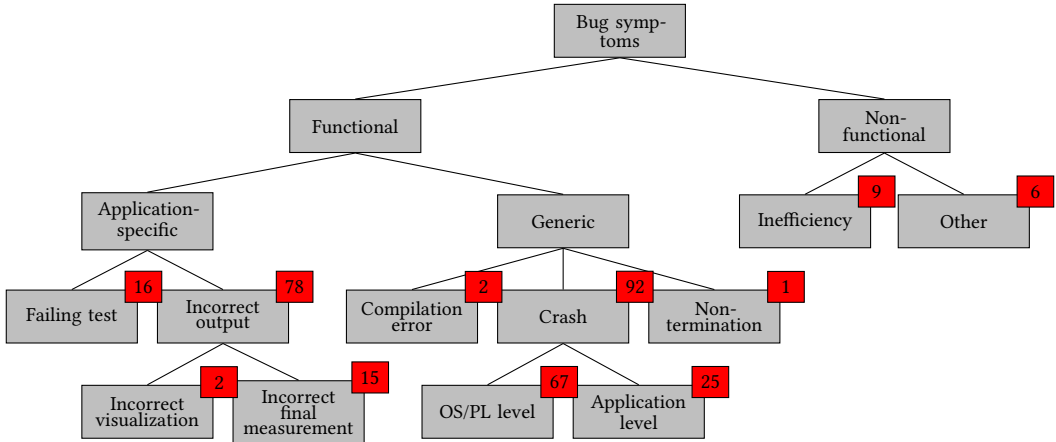 Bug symp-
toms
Functional
Non-
functional
Application-
specific
Generic
9
Inefficiency
6
Other
16
Failing test
78
Incorrect
output
2
Compilation
error
92
Crash
1
Non-
termination
2
Incorrect
visualization
15
Incorrect
final
measurement
67
OS/PL level
25
Application
level